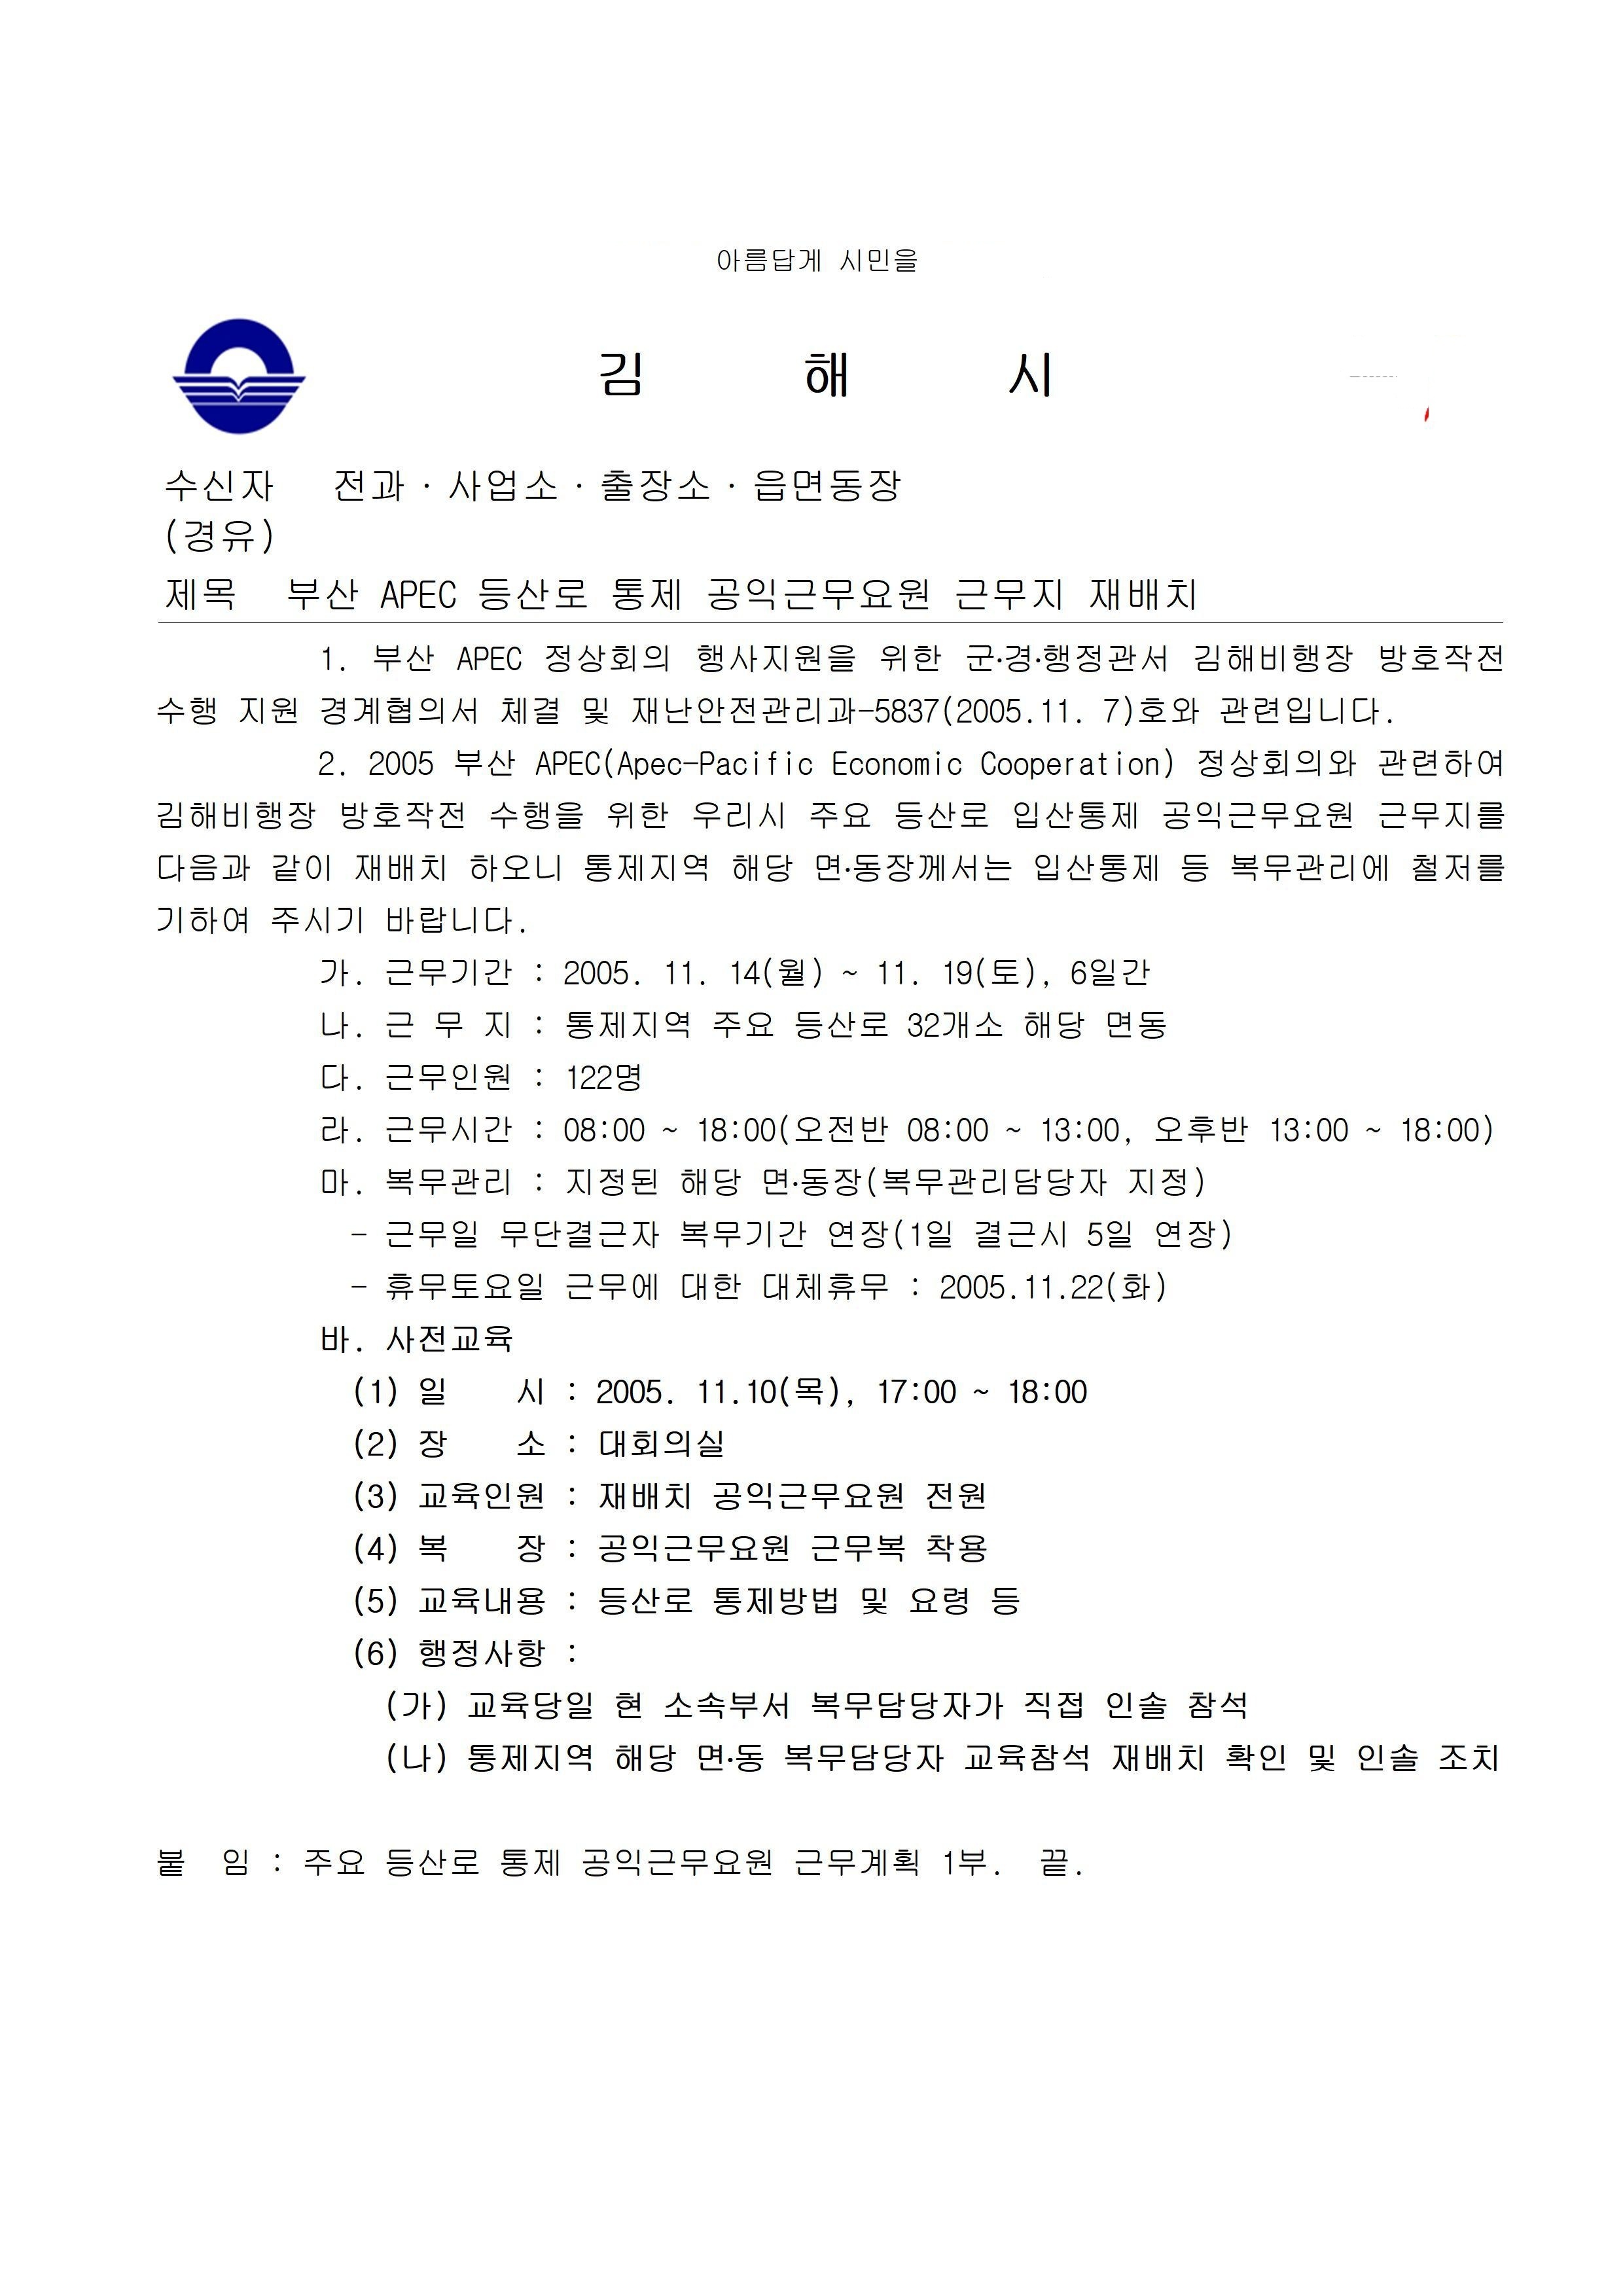 아름답게 시민을
김 해 시
수신자 전과·사업소·출장소·읍면동장
(경유)
제목 부산 APEC 등산로 통제 공익근무요원 근무지 재배치
1. 부산 APEC 정상회의 행사지원을 위한 군·경·행정관서 김해비행장 방호작전
수행 지원 경계협의서 체결 및 재난안전관리과-5837(2005.11. 7)호와 관련입니다.
2. 2005 부산 APEC(Apec-Pacific Economic Cooperation) 정상회의와 관련하여
김해비행장 방호작전 수행을 위한 우리시 주요 등산로 입산통제 공익근무요원 근무지를
다음과 같이 재배치 하오니 통제지역 해당 면·동장께서는 입산통제 등 복무관리에 철저를
기하여 주시기 바랍니다.
가. 근무기간 : 2005. 11. 14(월) ~ 11. 19(토), 6일간
나. 근 무 지 : 통제지역 주요 등산로 32개소 해당 면동
다. 근무인원 : 122명
라. 근무시간 : 08:00 ~ 18:00(오전반 08:00 ~ 13:00, 오후반 13:00 ~ 18:00)
마. 복무관리 : 지정된 해당 면·동장(복무관리담당자 지정)
- 근무일 무단결근자 복무기간 연장(1일 결근시 5일 연장)
- 휴무토요일 근무에 대한 대체휴무 : 2005.11.22(화)
바. 사전교육
(1) 일 시 : 2005. 11.10(목), 17:00 ~ 18:00
(2) 장 소 : 대회의실
(3) 교육인원 : 재배치 공익근무요원 전원
(4) 복 장 : 공익근무요원 근무복 착용
(5) 교육내용 : 등산로 통제방법 및 요령 등
(6) 행정사항 :
(가) 교육당일 현 소속부서 복무담당자가 직접 인솔 참석
(나) 통제지역 해당 면·동 복무담당자 교육참석 재배치 확인 및 인솔 조치
붙 임 : 주요 등산로 통제 공익근무요원 근무계획 1부. 끝.